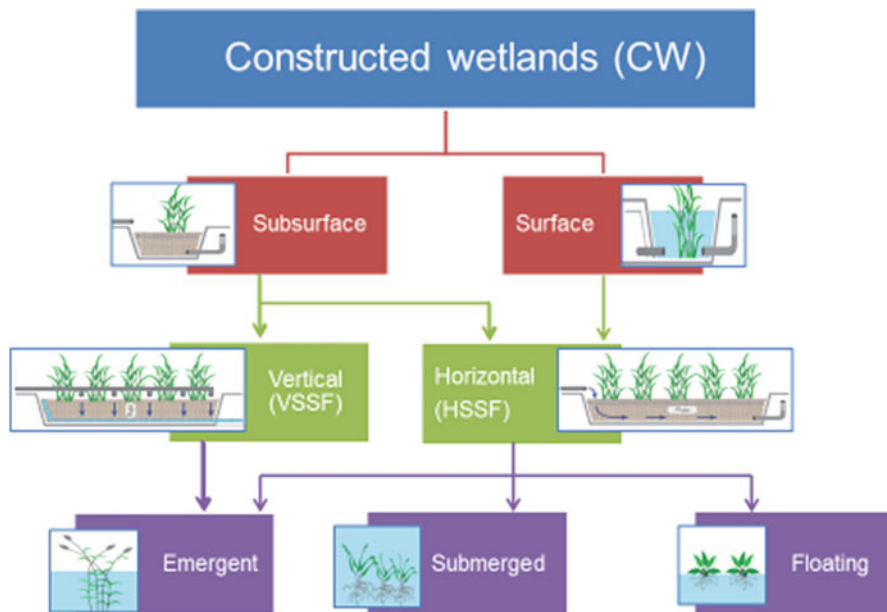 Constructed wetlands (CW)
Subsurface
Surface
Vertical
(VSSF)
Horizontal
(HSSF)
Emergent
Submerged
Floating